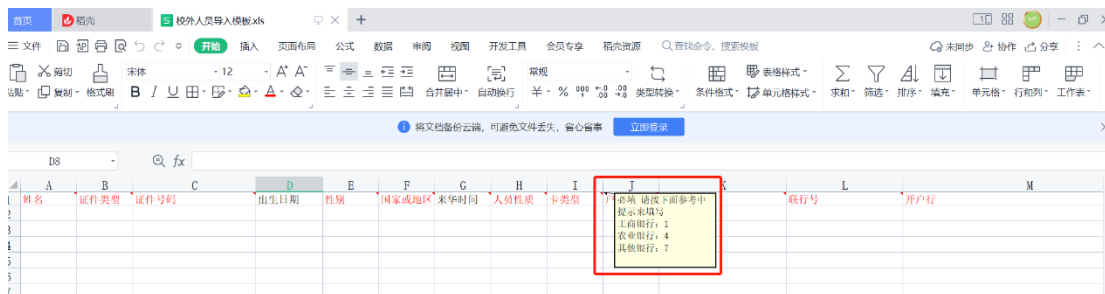 首页 稻壳 S 校外人员导入模板.xls +
文件 开始 插入 页面布局 公式 数据 审阅 视图 开发工具 会员专享 稻壳资源 查找命令、搜索模板 未同步 协作 分享
剪切 宋体 12 A+ A- 常规 表格样式
粘贴 复制 格式刷 B I U A 合并居中 自动换行 ¥ % 类型转换 条件格式 单元格样式 求和 筛选 排序 填充 单元格 行和列 工作表
将文档备份云端，可避免文件丢失，省心省事 立即登录
D8 fx
A B C D E F G H I J K L M
姓名 证件类型 证件号码 出生日期 性别 国家或地区 来华时间 人员性质 卡类型 联行号 开户行
必填 请按下面参考中
提示来填写
工商银行：1
农业银行：4
其他银行：7